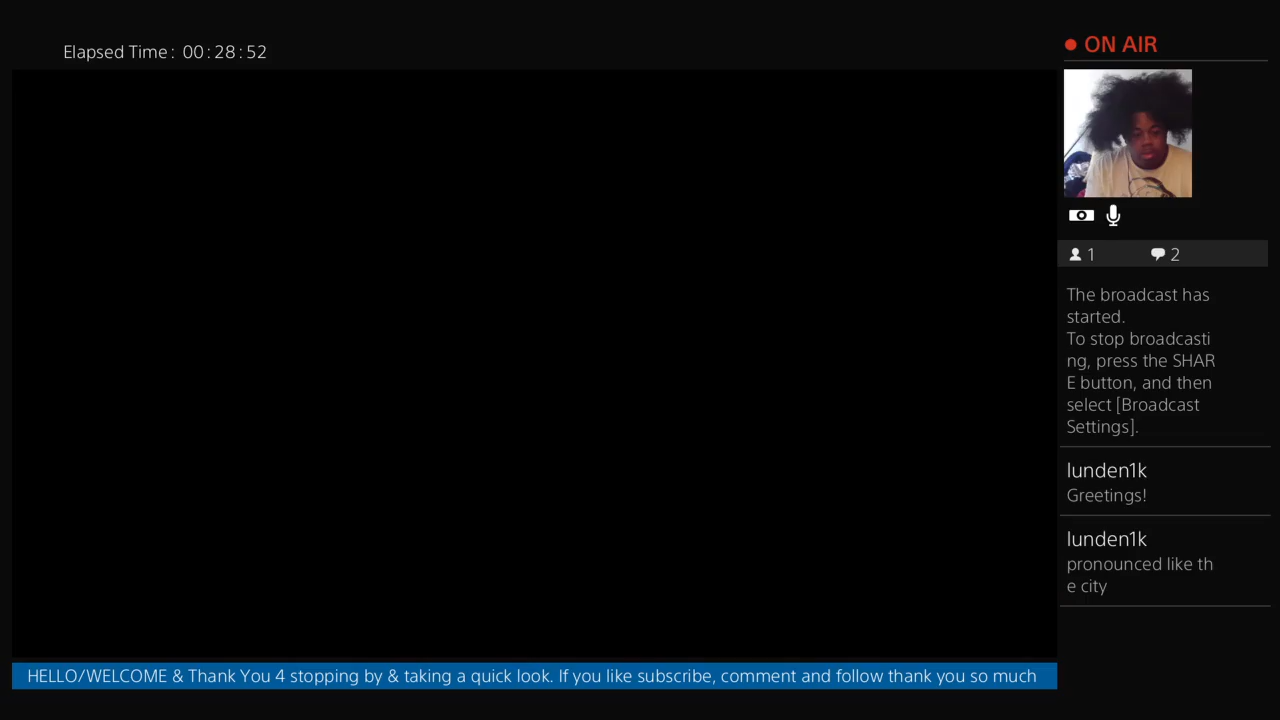 Elapsed Time: 00:28:52
ON AIR
1 2
The broadcast has
started.
To stop broadcasti
ng, press the SHAR
E button, and then
select [Broadcast
Settings].
lunden1k
Greetings!
lunden1k
pronounced like th
e city
HELLO/WELCOME & Thank You 4 stopping by & taking a quick look. If you like subscribe, comment and follow thank you so much